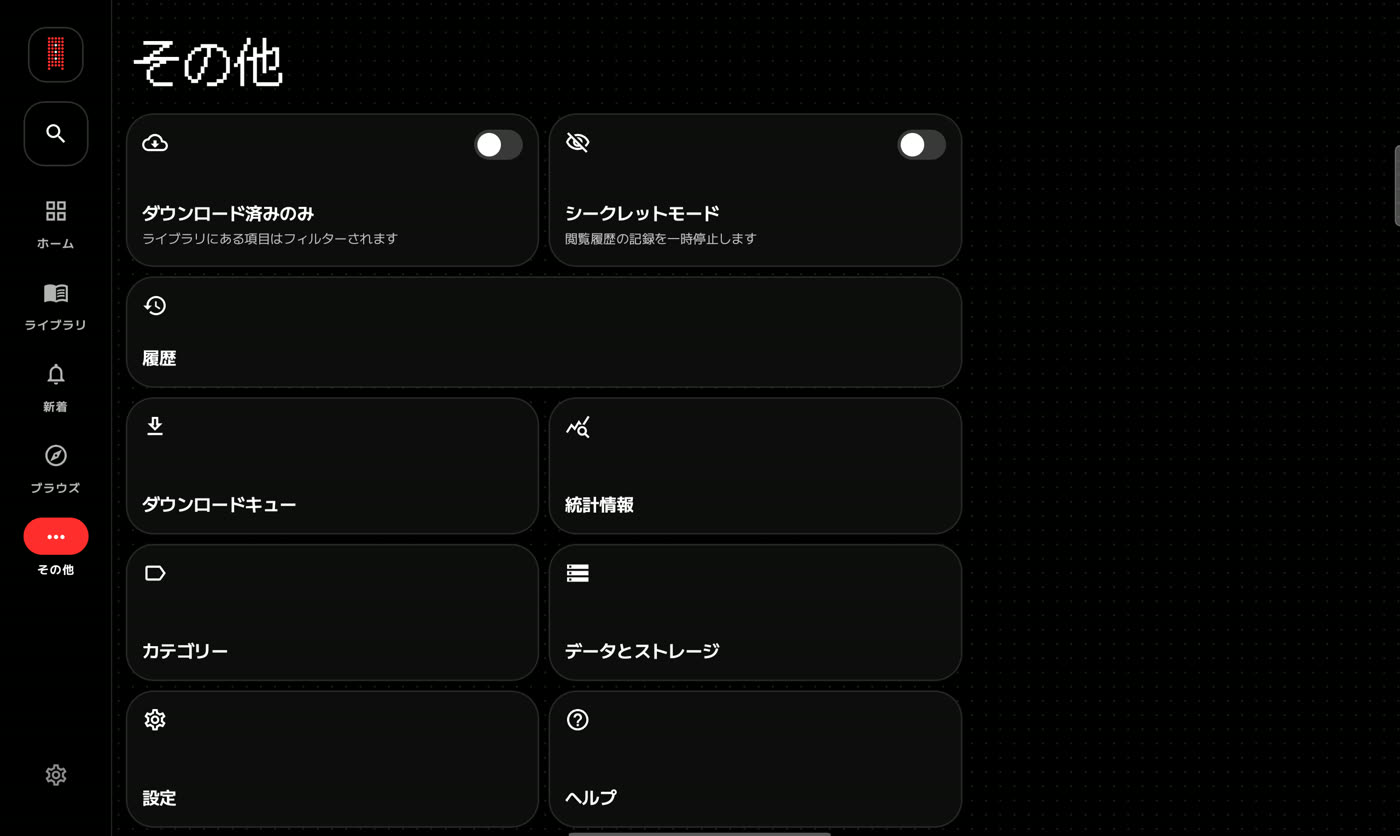 その他
ホーム
ライブラリ
新着
ブラウズ
その他
ダウンロード済みのみ
ライブラリにある項目はフィルターされます
シークレットモード
閲覧履歴の記録を一時停止します
履歴
ダウンロードキュー
統計情報
カテゴリー
データとストレージ
設定
ヘルプ